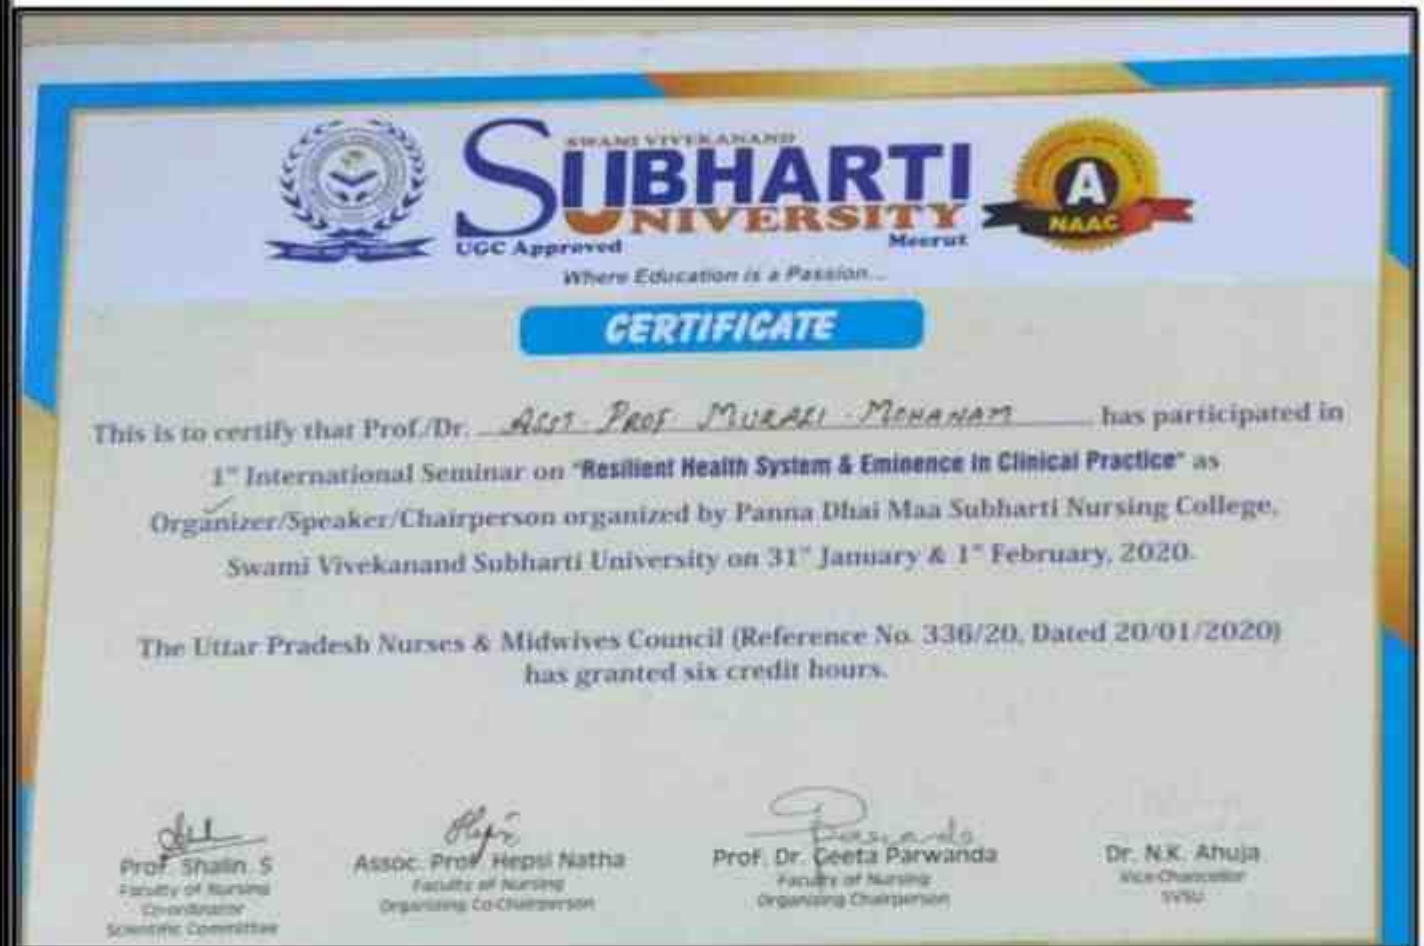 SWAMI VIVEKANAND
SUBHARTI
UNIVERSITY
UGC Approved
Meerut
A
NAAC
Where Education is a Passion...
CERTIFICATE
This is to certify that Prof./Dr. Asst. Prof. Murali Mohanam has participated in
1st International Seminar on "Resilient Health System & Eminence in Clinical Practice" as
Organizer/Speaker/Chairperson organized by Panna Dhai Maa Subharti Nursing College,
Swami Vivekanand Subharti University on 31st January & 1st February, 2020.
The Uttar Pradesh Nurses & Midwives Council (Reference No. 336/20, Dated 20/01/2020)
has granted six credit hours.
Prof. Shalin. S
Faculty of Nursing
Co-ordinator
Scientific Committee
Assoc. Prof. Hepsi Natha
Faculty of Nursing
Organizing Co-Chairperson
Prof. Dr. Geeta Parwanda
Faculty of Nursing
Organizing Chairperson
Dr. N.K. Ahuja
Vice-Chancellor
SVSU